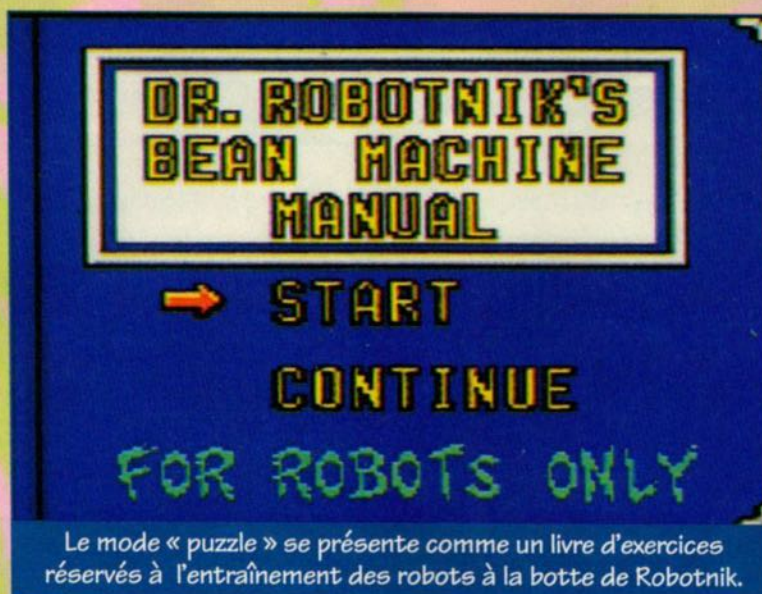 DR. ROBOTNIK'S
BEAN MACHINE
MANUAL
START
CONTINUE
FOR ROBOTS ONLY
Le mode « puzzle » se présente comme un livre d'exercices
réservés à l'entraînement des robots à la botte de Robotnik.